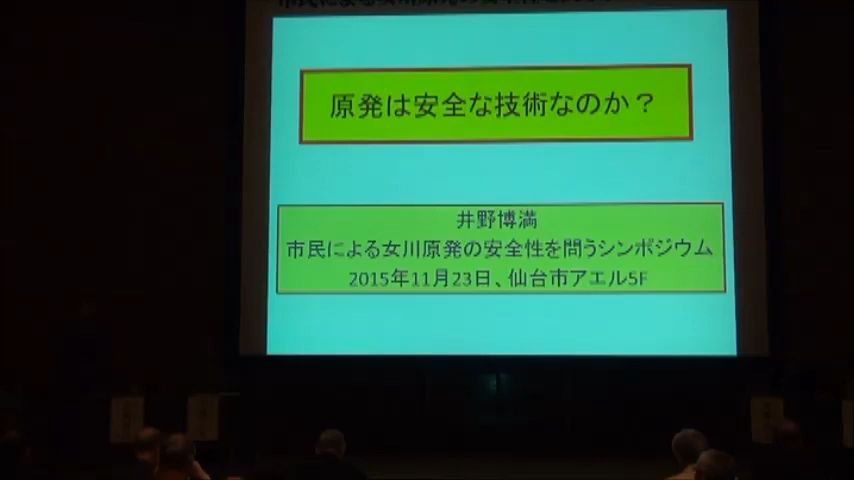 原発は安全な技術なのか？
井野博満
市民による女川原発の安全性を問うシンポジウム
2015年11月23日、仙台市アエル5F